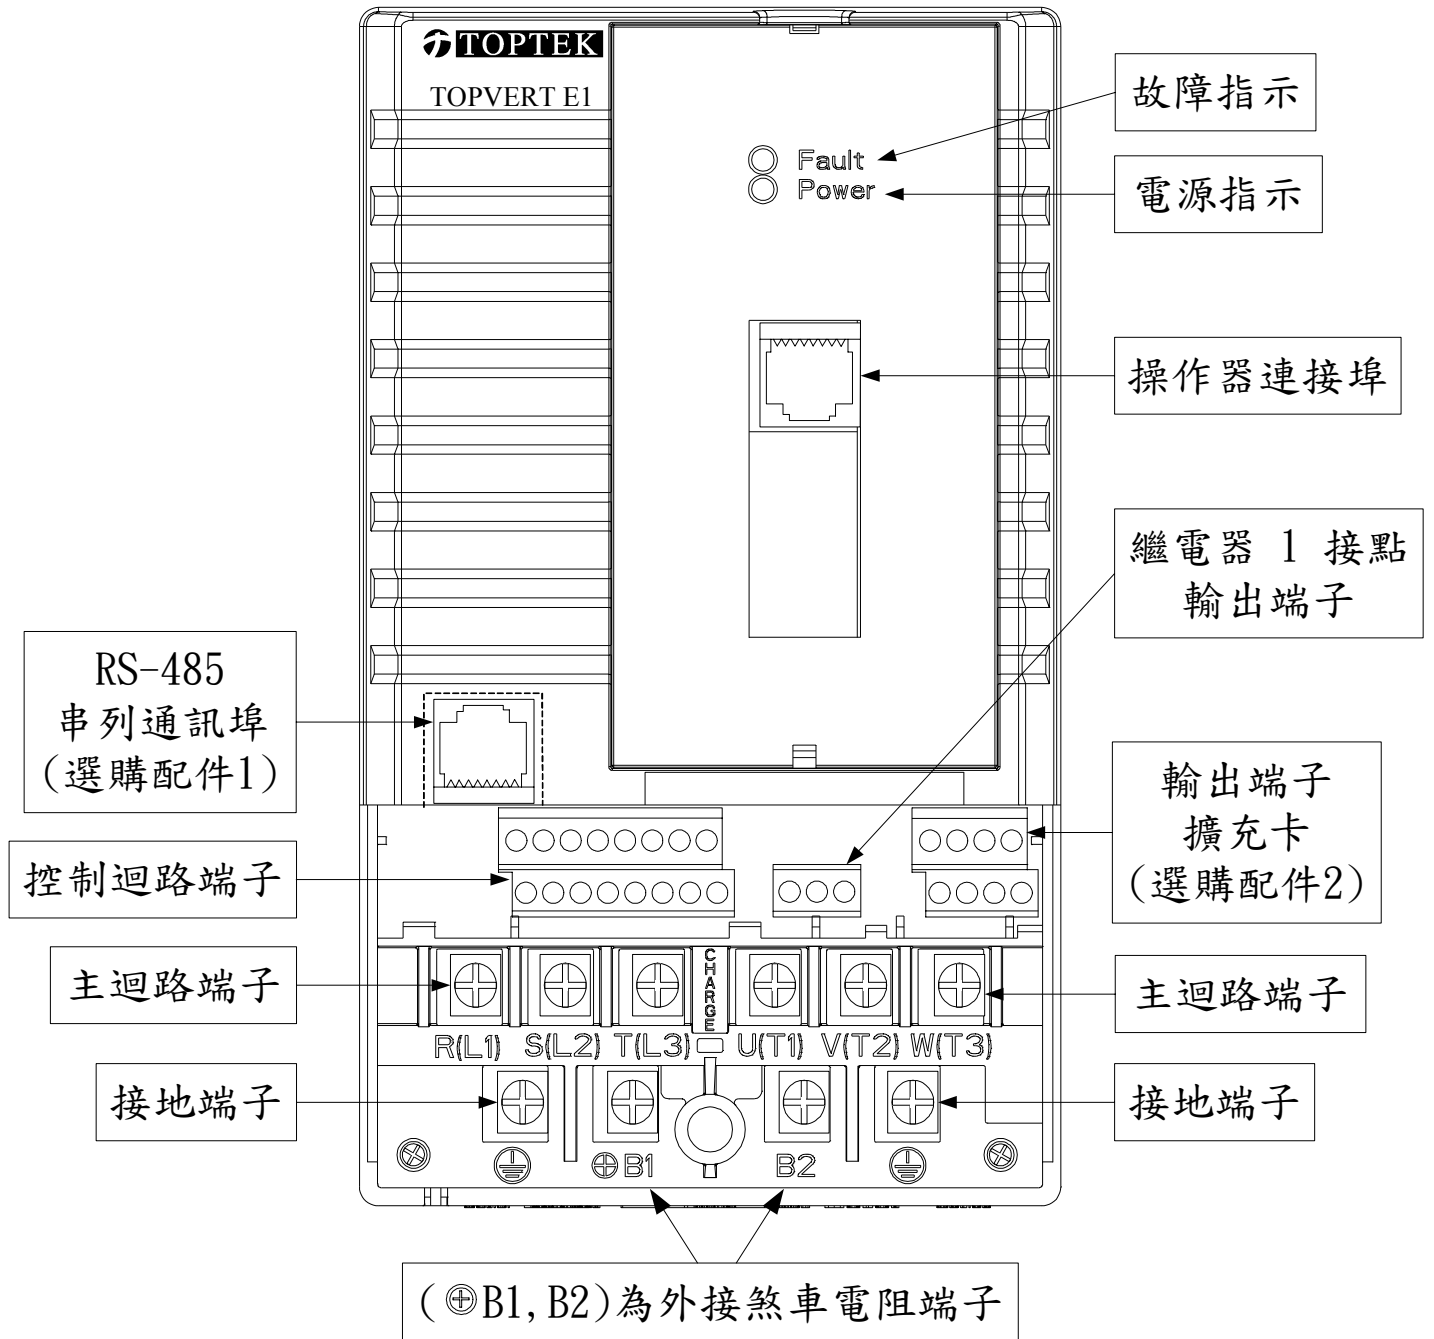 TOPTEK
TOPVERT E1
故障指示
Fault
Power
電源指示
操作器連接埠
繼電器 1 接點
輸出端子
RS-485
串列通訊埠
(選購配件1)
輸出端子
擴充卡
(選購配件2)
控制迴路端子
主迴路端子
CHARGE
主迴路端子
R(L1) S(L2) T(L3) U(T1) V(T2) W(T3)
接地端子
接地端子
⊕B1 B2
(⊕B1, B2)為外接煞車電阻端子